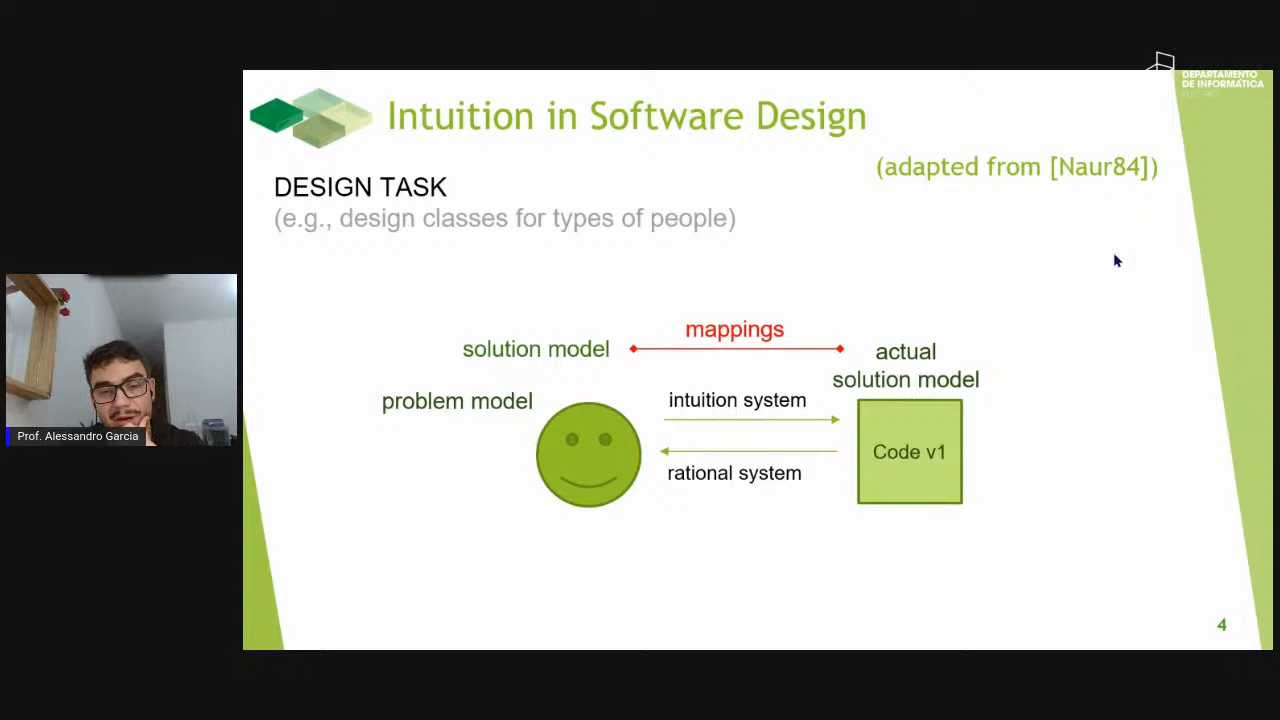 DEPARTAMENTO
DE INFORMÁTICA
Intuition in Software Design
(adapted from [Naur84])
DESIGN TASK
(e.g., design classes for types of people)
mappings
solution model
actual
solution model
problem model
intuition system
Code v1
rational system
Prof. Alessandro Garcia
4